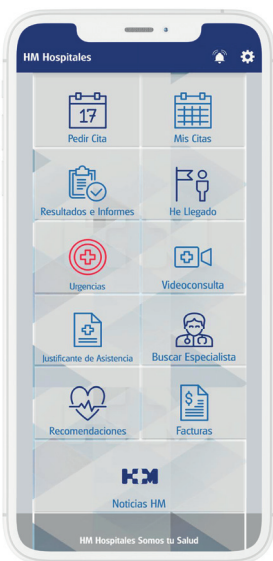 HM Hospitales
17
Pedir Cita
Mis Citas
Resultados e Informes
He Llegado
Urgencias
Videoconsulta
Justificante de Asistencia
Buscar Especialista
Recomendaciones
$
Facturas
HM
Noticias HM
HM Hospitales Somos tu Salud